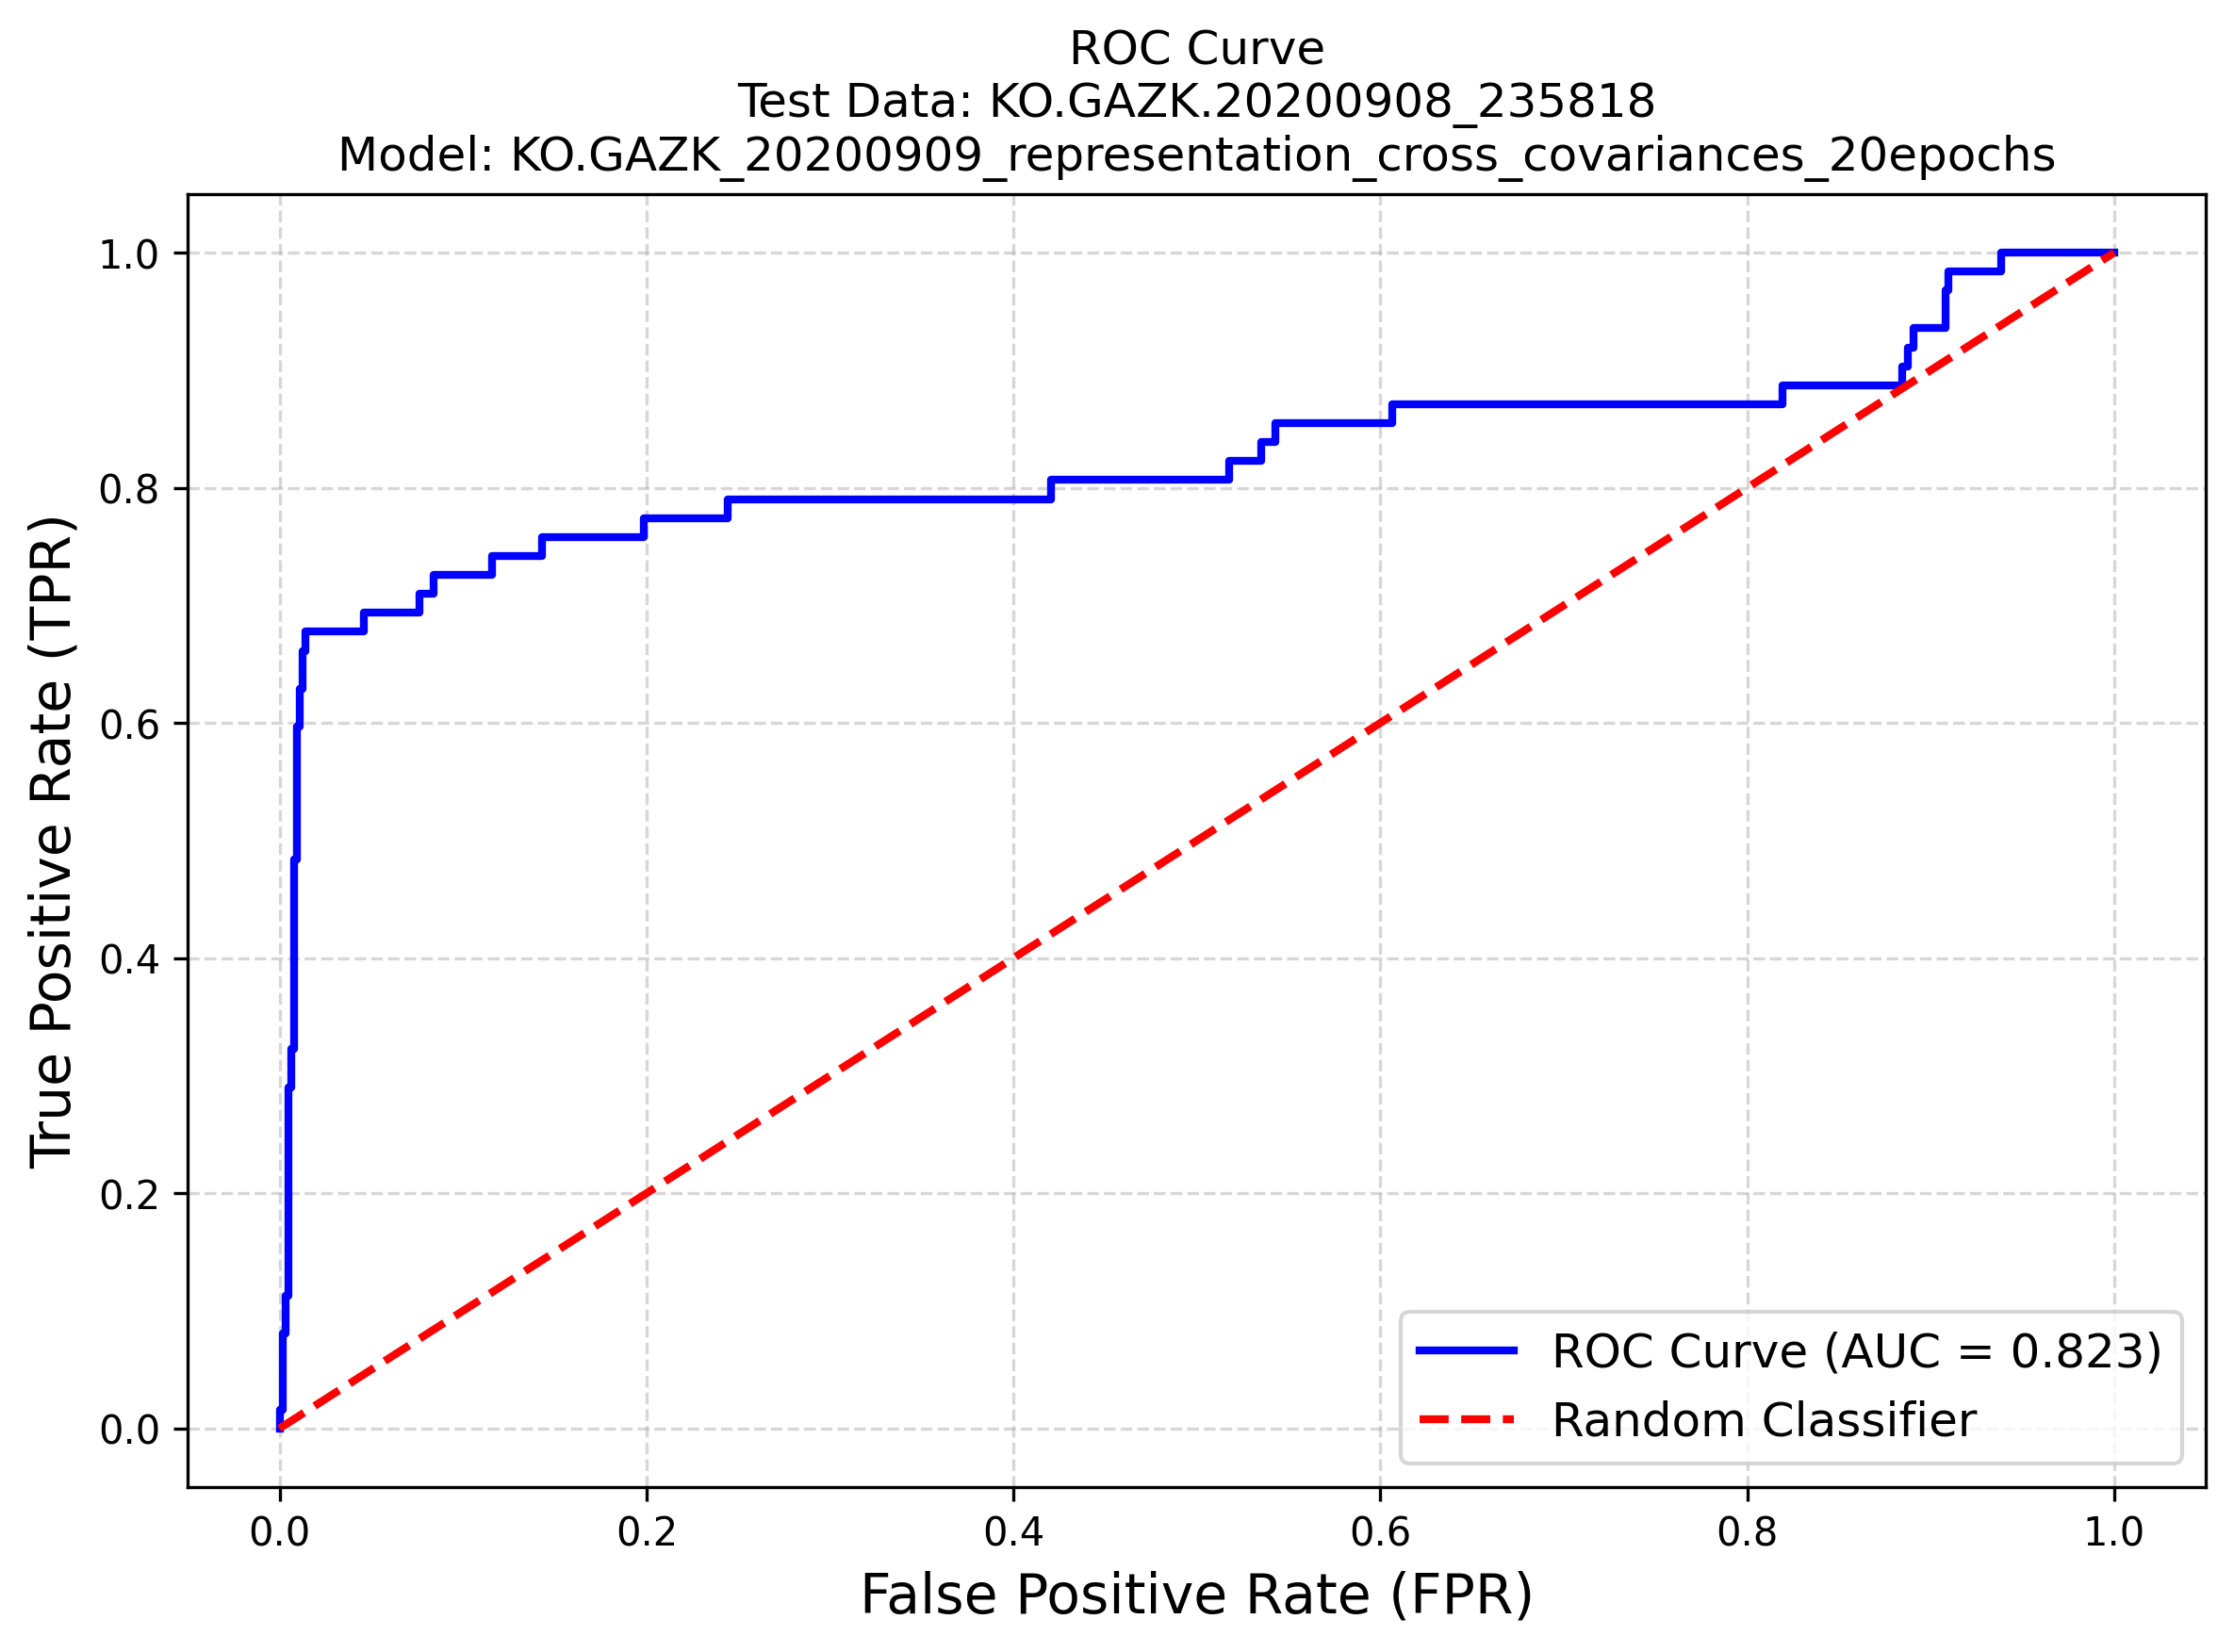 ROC Curve
Test Data: KO.GAZK.20200908_235818
Model: KO.GAZK_20200909_representation_cross_covariances_20epochs
True Positive Rate (TPR)
1.0
0.8
0.6
0.4
0.2
0.0
ROC Curve (AUC = 0.823)
Random Classifier
0.0 0.2 0.4 0.6 0.8 1.0
False Positive Rate (FPR)